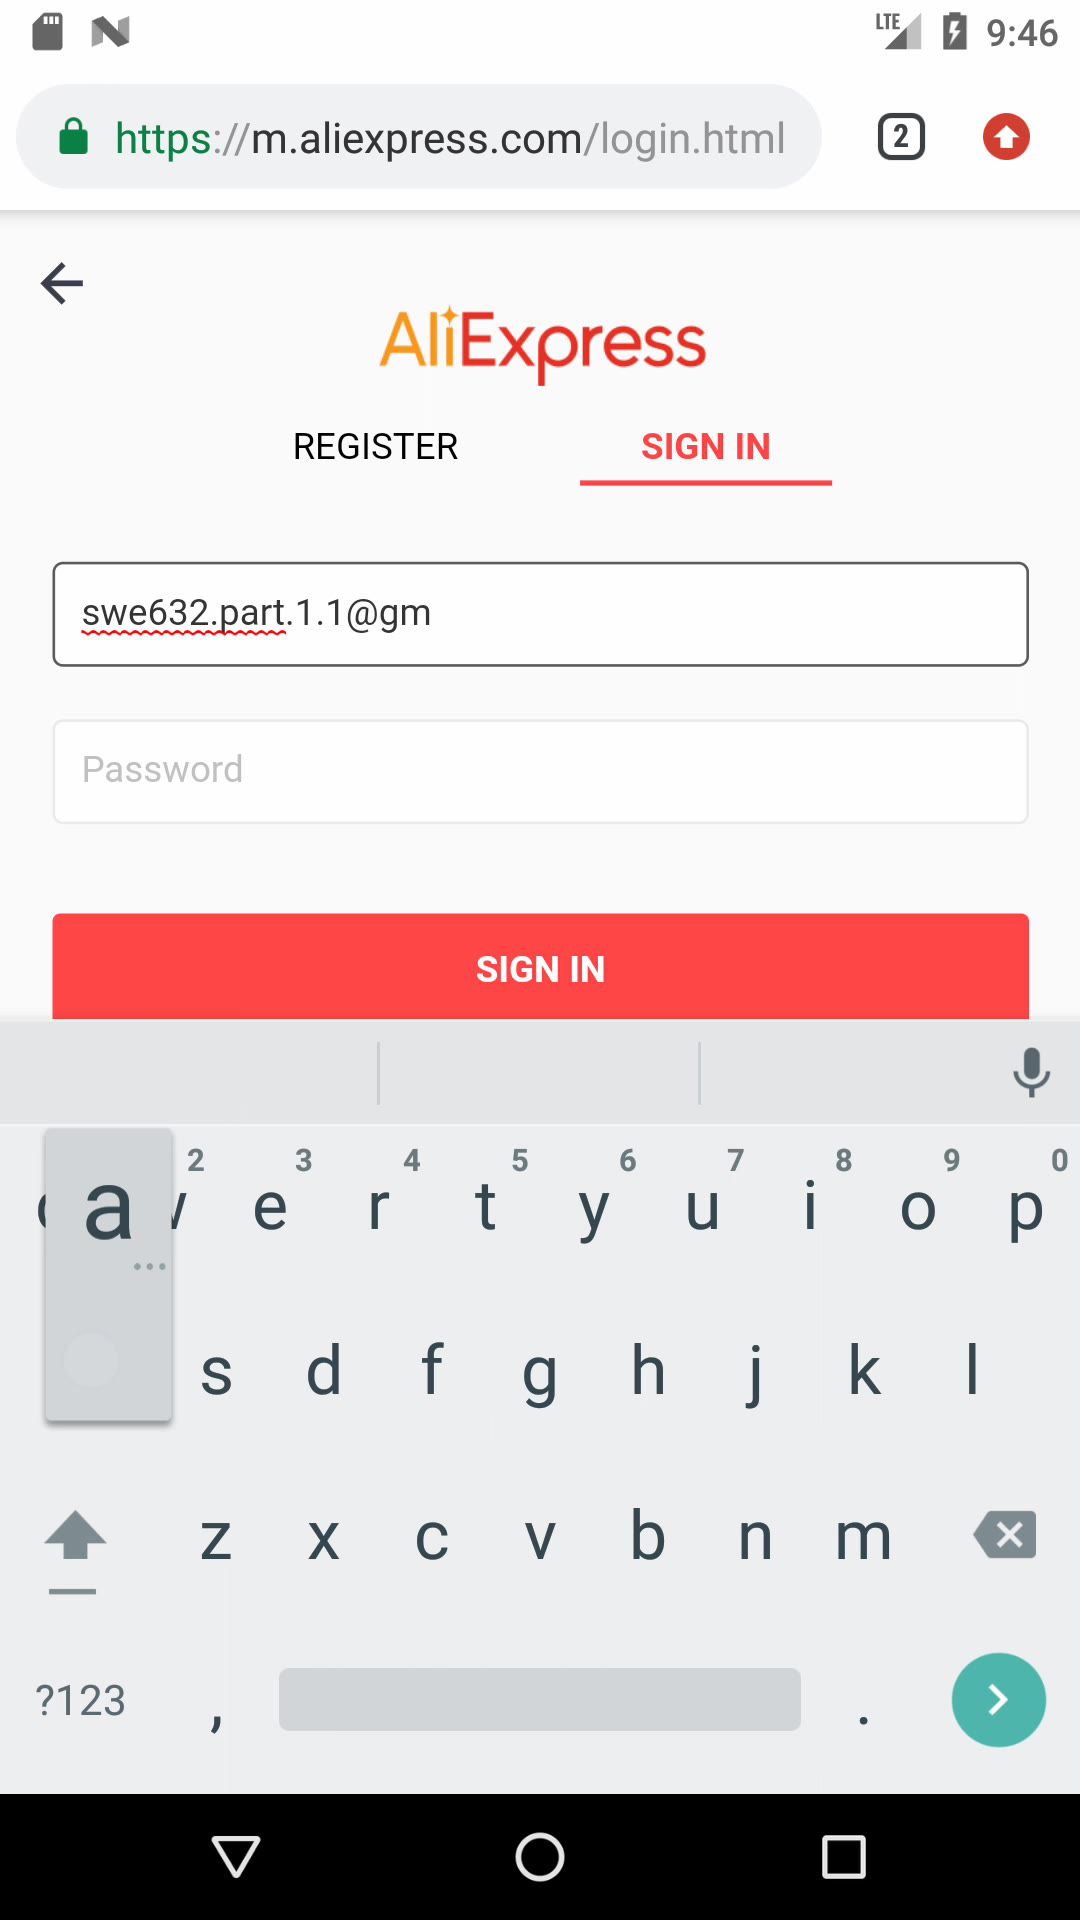 LTE 9:46
https://m.aliexpress.com/login.html 2
AliExpress
REGISTER SIGN IN
swe632.part.1.1@gm
Password
SIGN IN
2 3 4 5 6 7 8 9 0
a e r t y u i o p
s d f g h j k l
z x c v b n m
?123 , .